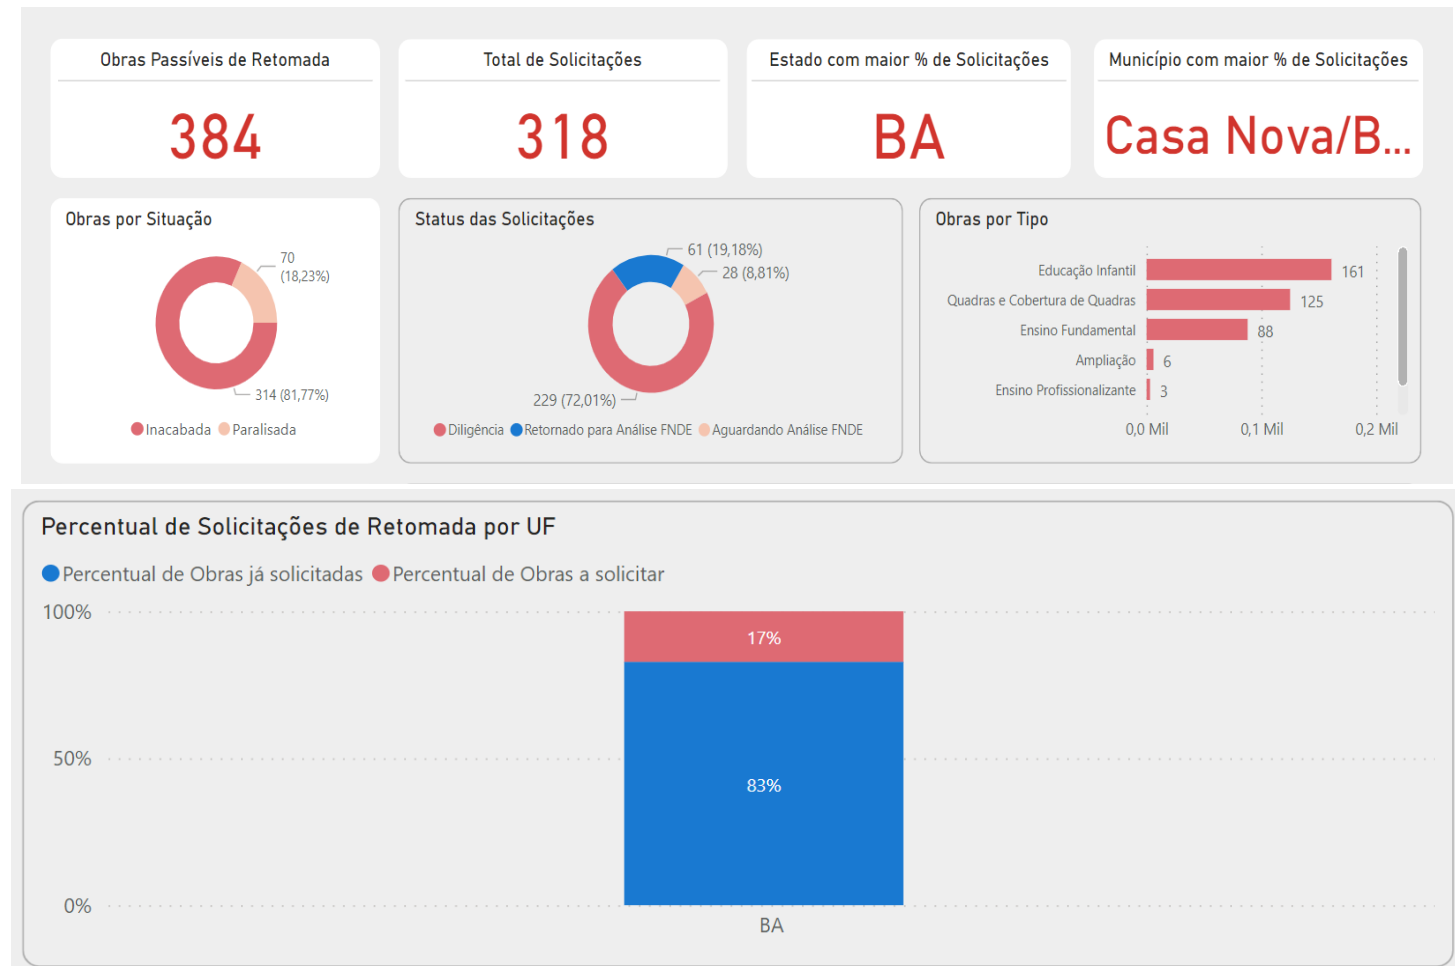 Obras Passíveis de Retomada
384
Total de Solicitações
318
Estado com maior % de Solicitações
BA
Município com maior % de Solicitações
Casa Nova/B...
Obras por Situação
70
(18,23%)
314 (81,77%)
Inacabada Paralisada
Status das Solicitações
61 (19,18%)
28 (8,81%)
229 (72,01%)
Diligência Retornado para Análise FNDE Aguardando Análise FNDE
Obras por Tipo
Educação Infantil 161
Quadras e Cobertura de Quadras 125
Ensino Fundamental 88
Ampliação 6
Ensino Profissionalizante 3
0,0 Mil 0,1 Mil 0,2 Mil
Percentual de Solicitações de Retomada por UF
Percentual de Obras já solicitadas Percentual de Obras a solicitar
100%
17%
50%
83%
0%
BA